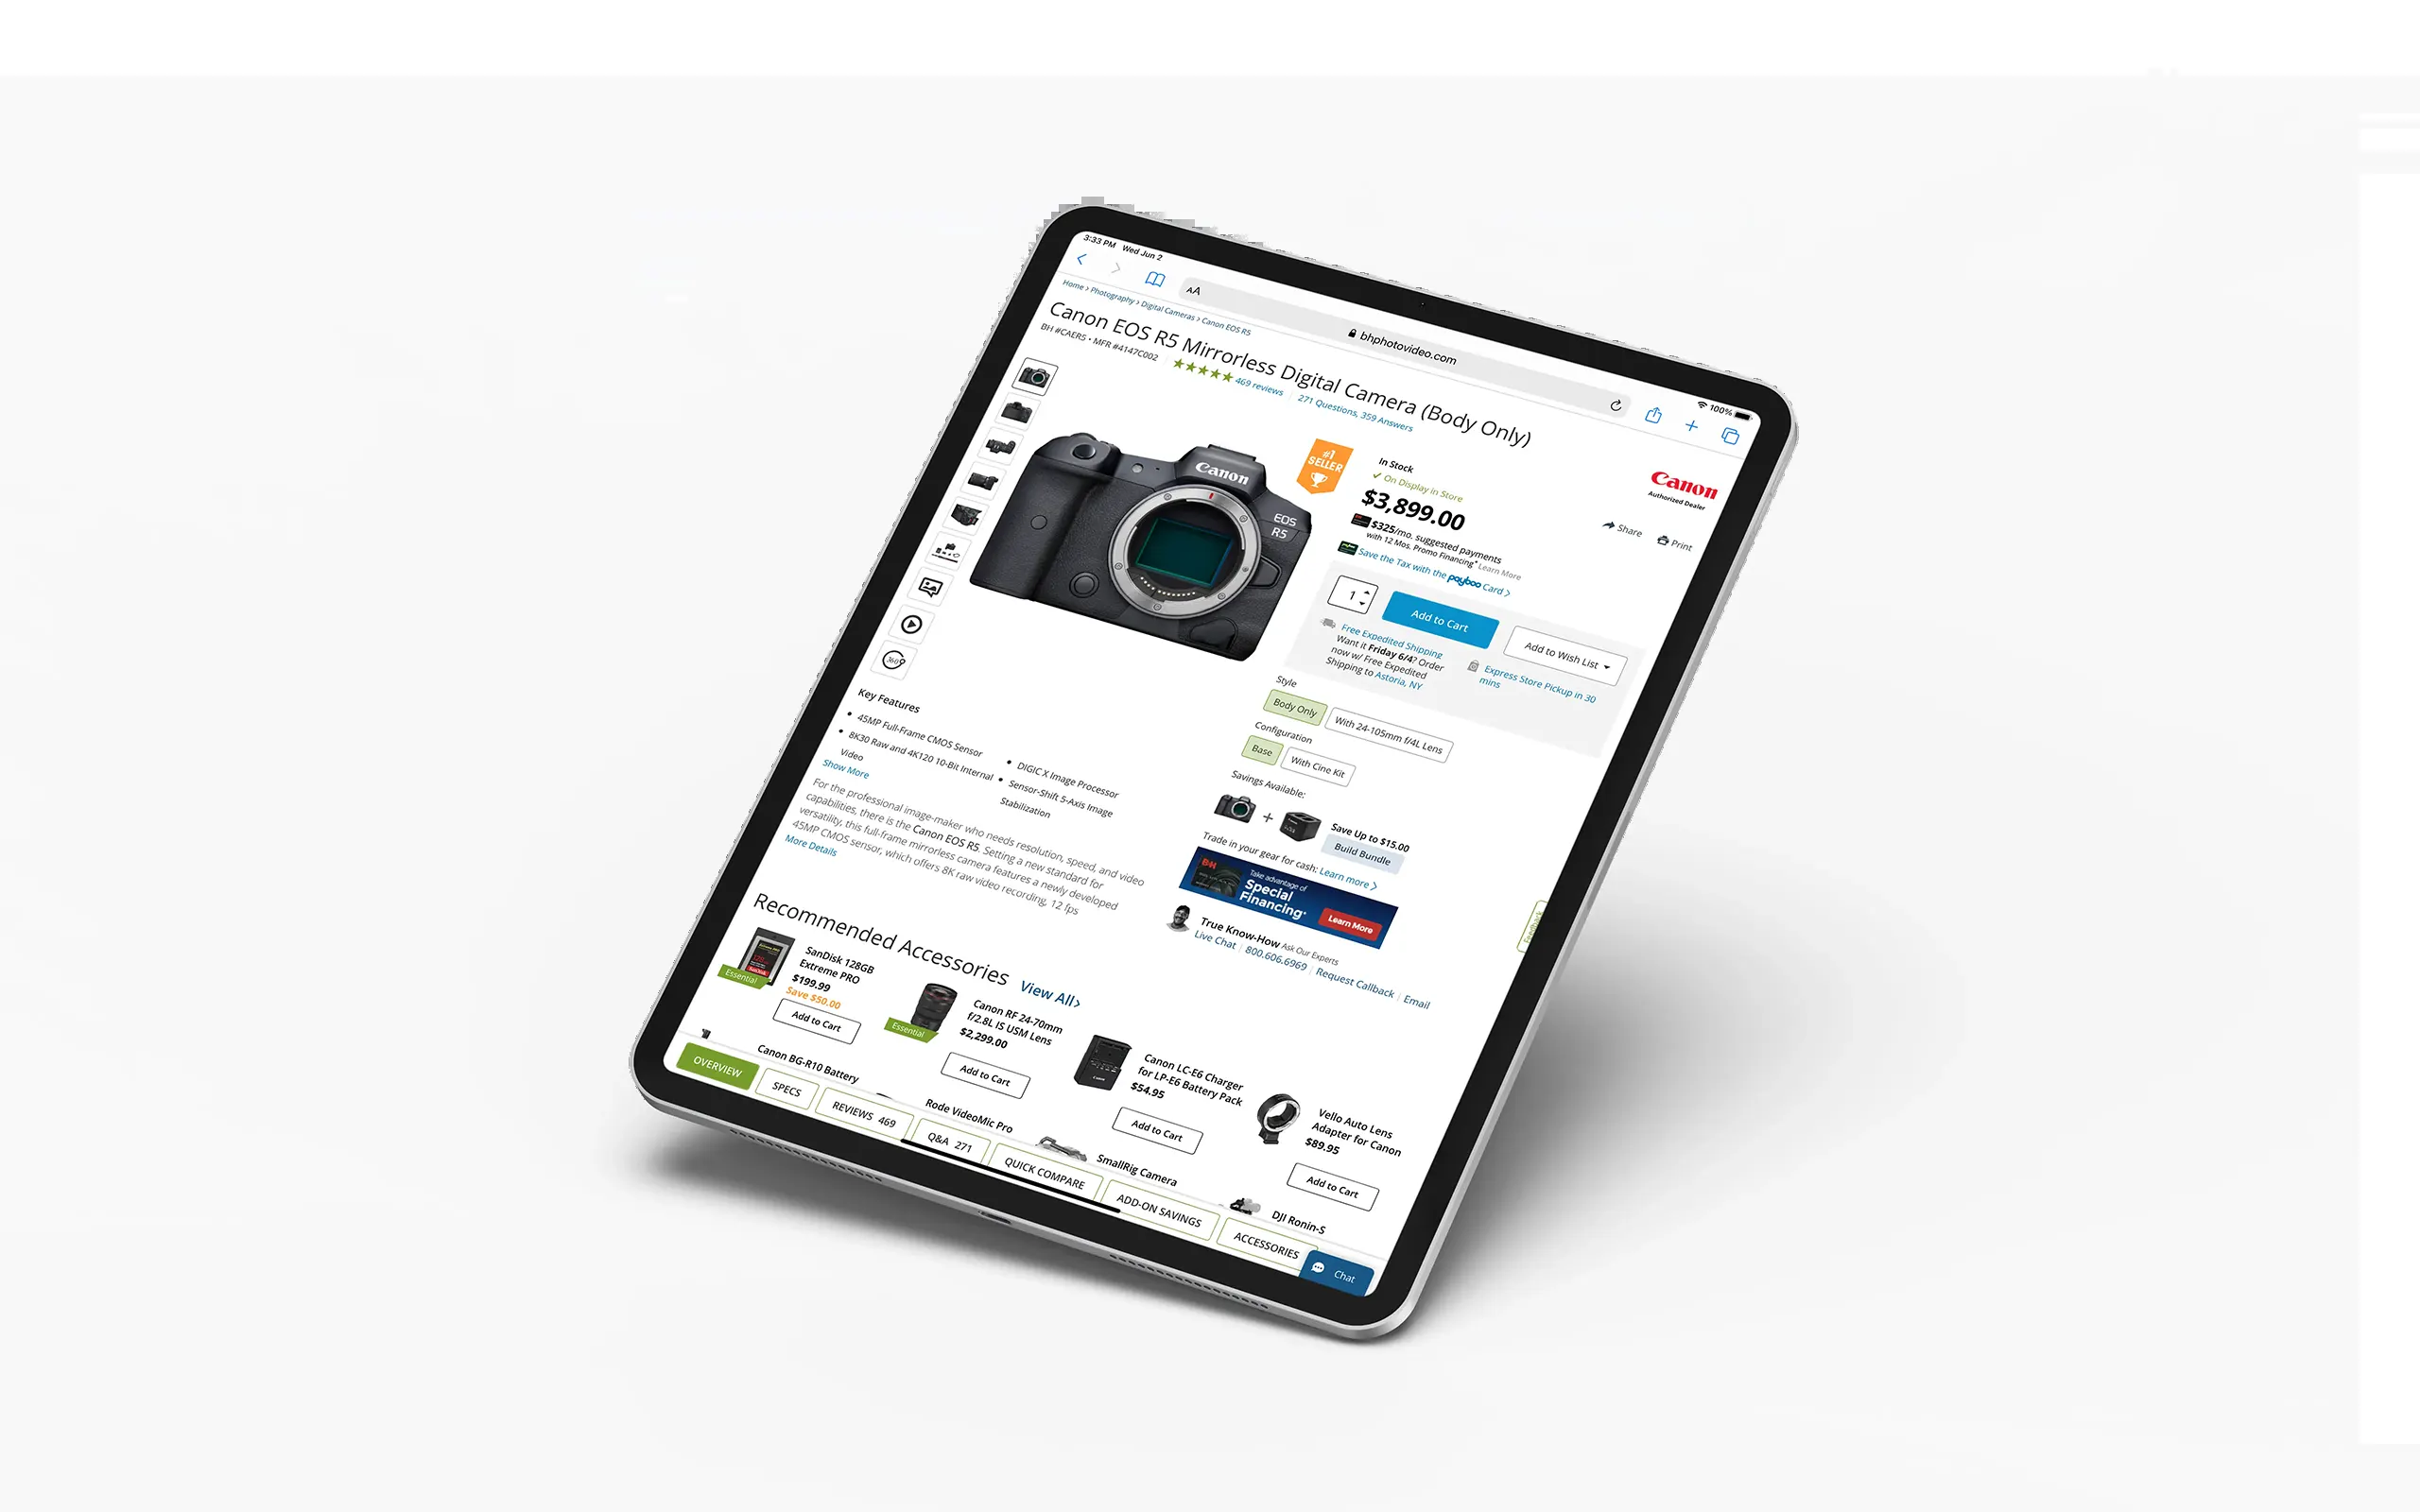 3:33 PM Wed Jun 2
100%
AA
bhphotovideo.com
Home > Photography > Digital Cameras > Canon EOS R5
Canon EOS R5 Mirrorless Digital Camera (Body Only)
BH #CAER5 • MFR #4147C002
469 reviews
271 Questions, 359 Answers
Canon
EOS
R5
#1
SELLER
In Stock
On Display In Store
$3,899.00
$325/mo. suggested payments
with 12 Mos. Promo Financing* Learn More
Save the Tax with the payboo Card >
Canon
Authorized Dealer
Share
Print
1
Add to Cart
Add to Wish List
Free Expedited Shipping
Want it Friday 6/4? Order
now w/ Free Expedited
Shipping to Astoria, NY
Express Store Pickup in 30
mins
360°
Style
Body Only
With 24-105mm f/4L Lens
Configuration
Base
With Cine Kit
Savings Available:
+
Save Up to $15.00
Build Bundle
Trade in your gear for cash: Learn more >
B&H
Take advantage of
Special
Financing*
Learn More
True Know-How Ask Our Experts
Live Chat | 800.606.6969 | Request Callback | Email
Feedback
Key Features
• 45MP Full-Frame CMOS Sensor
• 8K30 Raw and 4K120 10-Bit Internal
Video
• DIGIC X Image Processor
• Sensor-Shift 5-Axis Image
Stabilization
Show More
For the professional image-maker who needs resolution, speed, and video
capabilities, there is the Canon EOS R5. Setting a new standard for
versatility, this full-frame mirrorless camera features a newly developed
45MP CMOS sensor, which offers 8K raw video recording, 12 fps
More Details
Recommended Accessories View All>
Essential
SanDisk 128GB
Extreme PRO
$199.99
Save $50.00
Add to Cart
Essential
Canon RF 24-70mm
f/2.8L IS USM Lens
$2,299.00
Add to Cart
Canon LC-E6 Charger
for LP-E6 Battery Pack
$54.95
Add to Cart
Vello Auto Lens
Adapter for Canon
$89.95
Add to Cart
Canon BG-R10 Battery
Rode VideoMic Pro
SmallRig Camera
DJI Ronin-S
OVERVIEW
SPECS
REVIEWS 469
Q&A 271
QUICK COMPARE
ADD-ON SAVINGS
ACCESSORIES
Chat